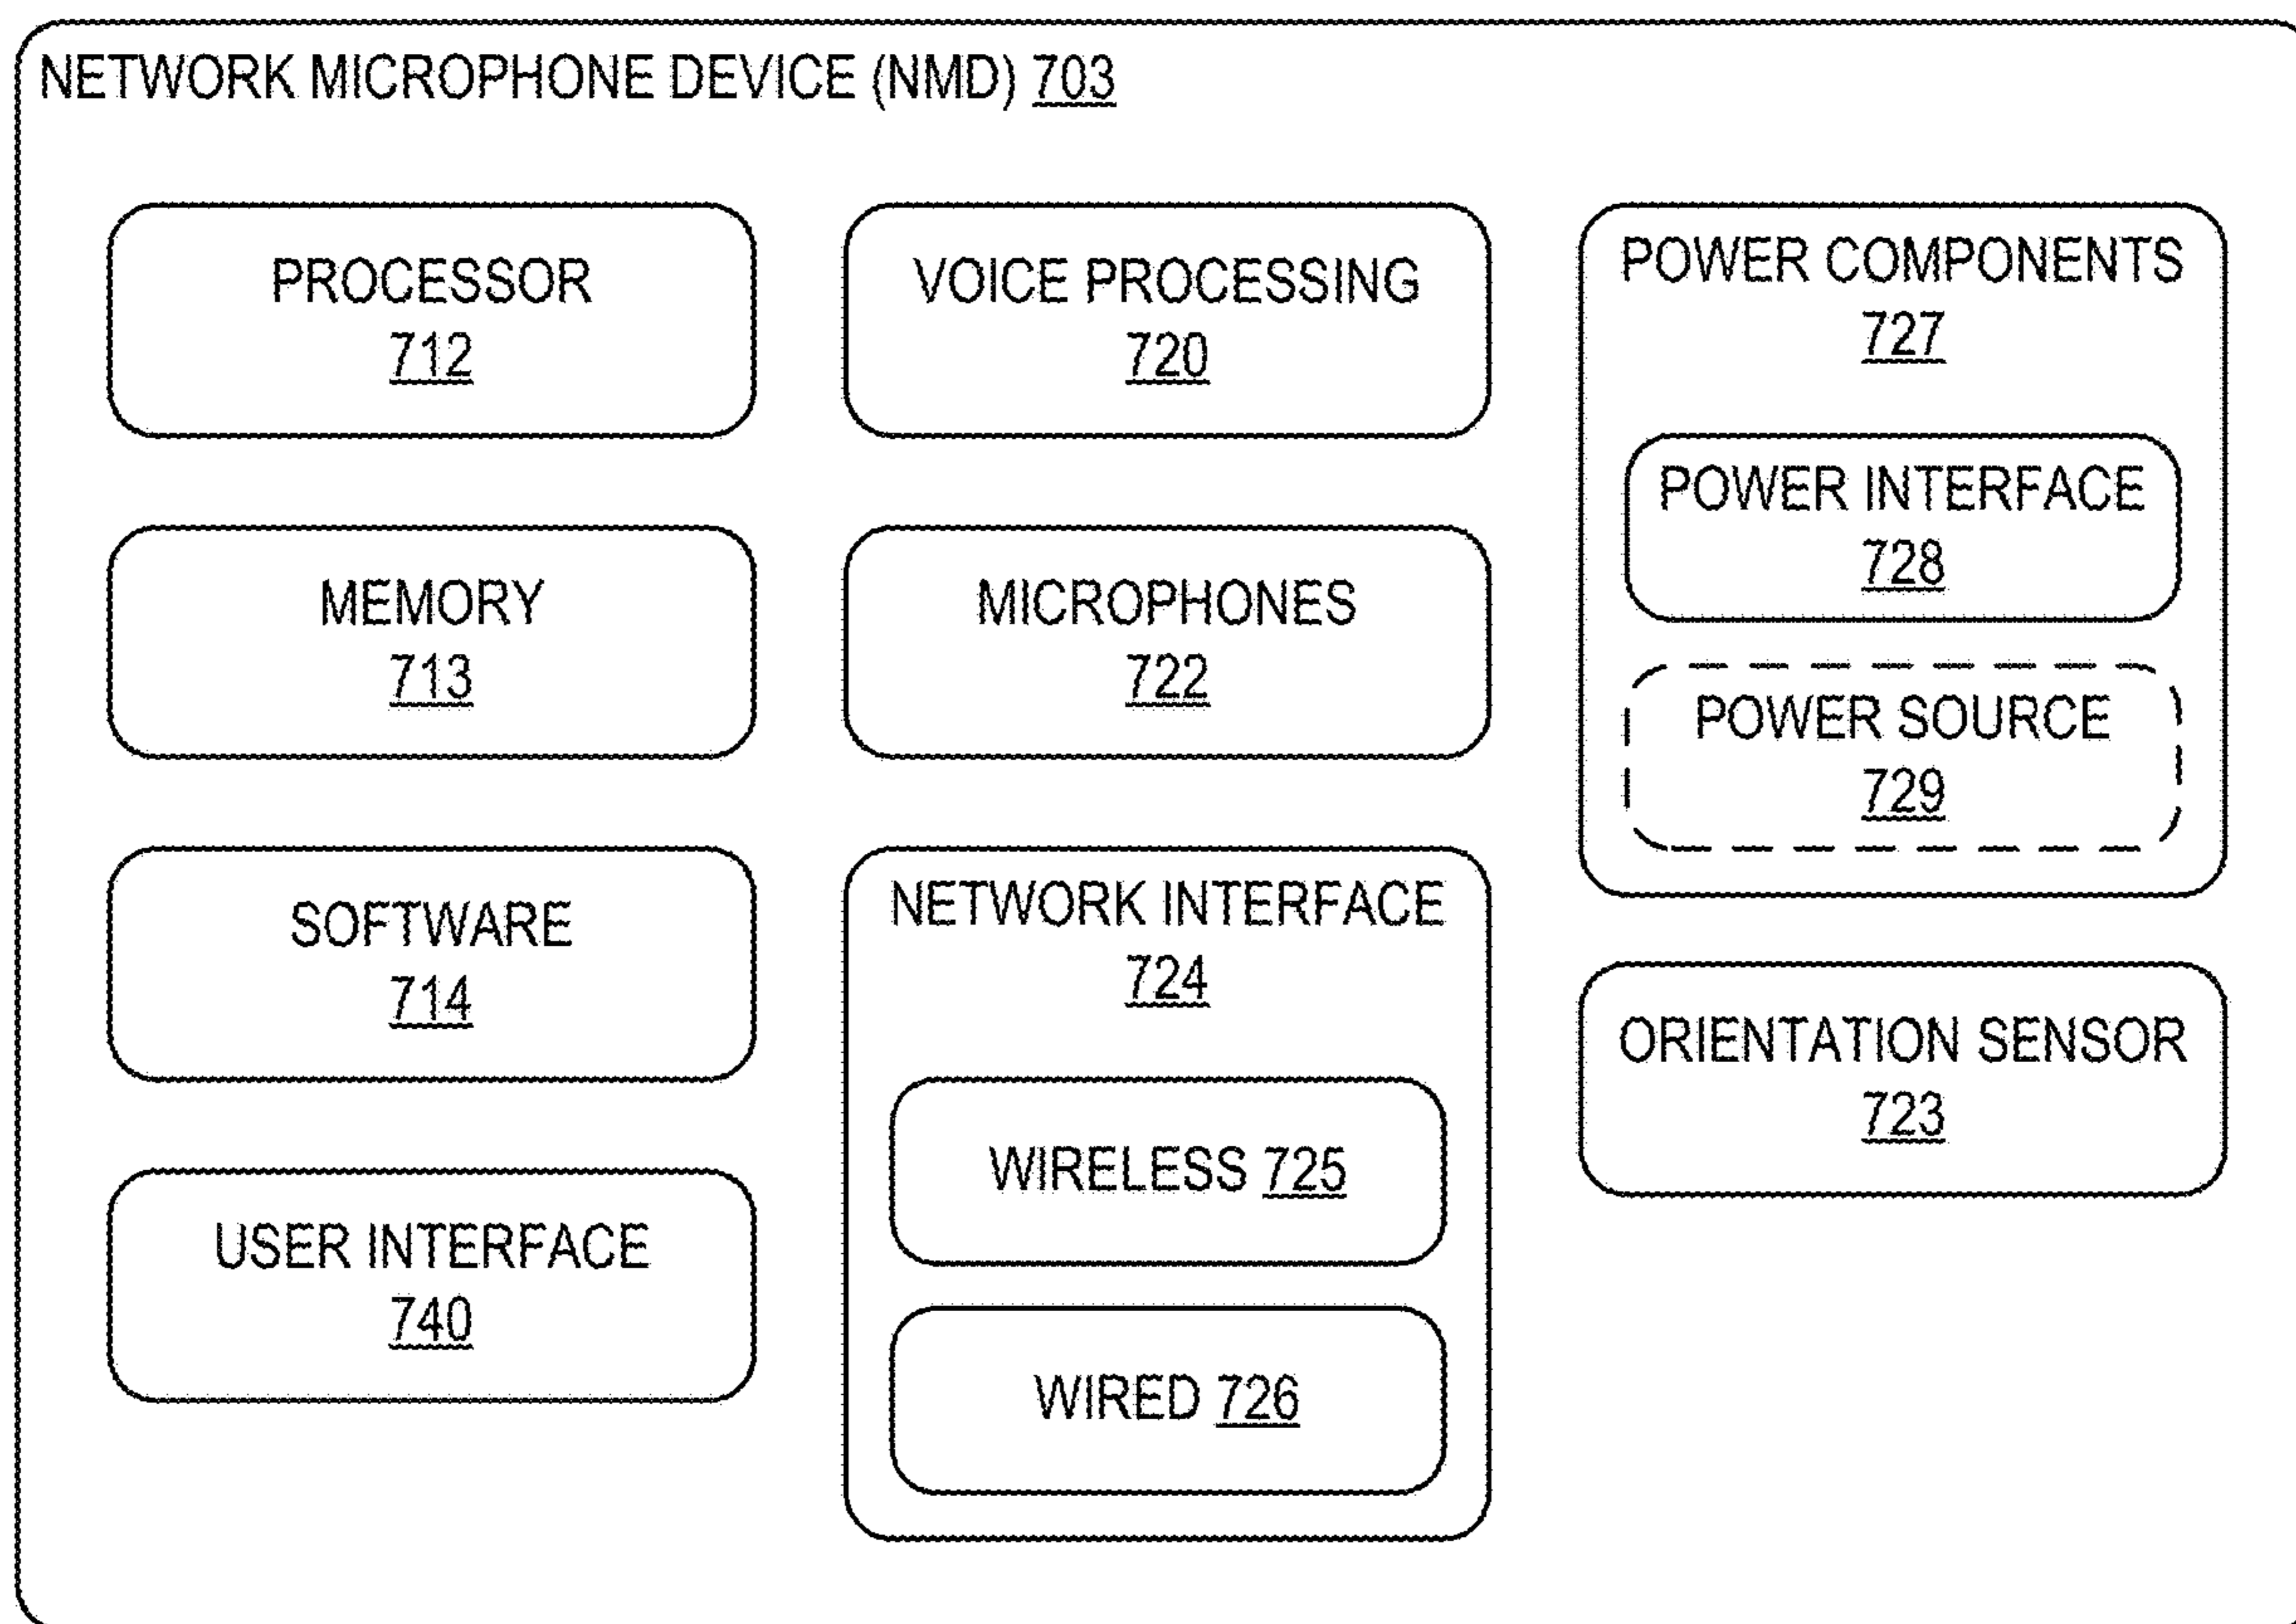 NETWORK MICROPHONE DEVICE (NMD) 703
PROCESSOR
712
MEMORY
713
SOFTWARE
714
USER INTERFACE
740
VOICE PROCESSING
720
MICROPHONES
722
NETWORK INTERFACE
724
WIRELESS 725
WIRED 726
POWER COMPONENTS
727
POWER INTERFACE
728
POWER SOURCE
729
ORIENTATION SENSOR
723